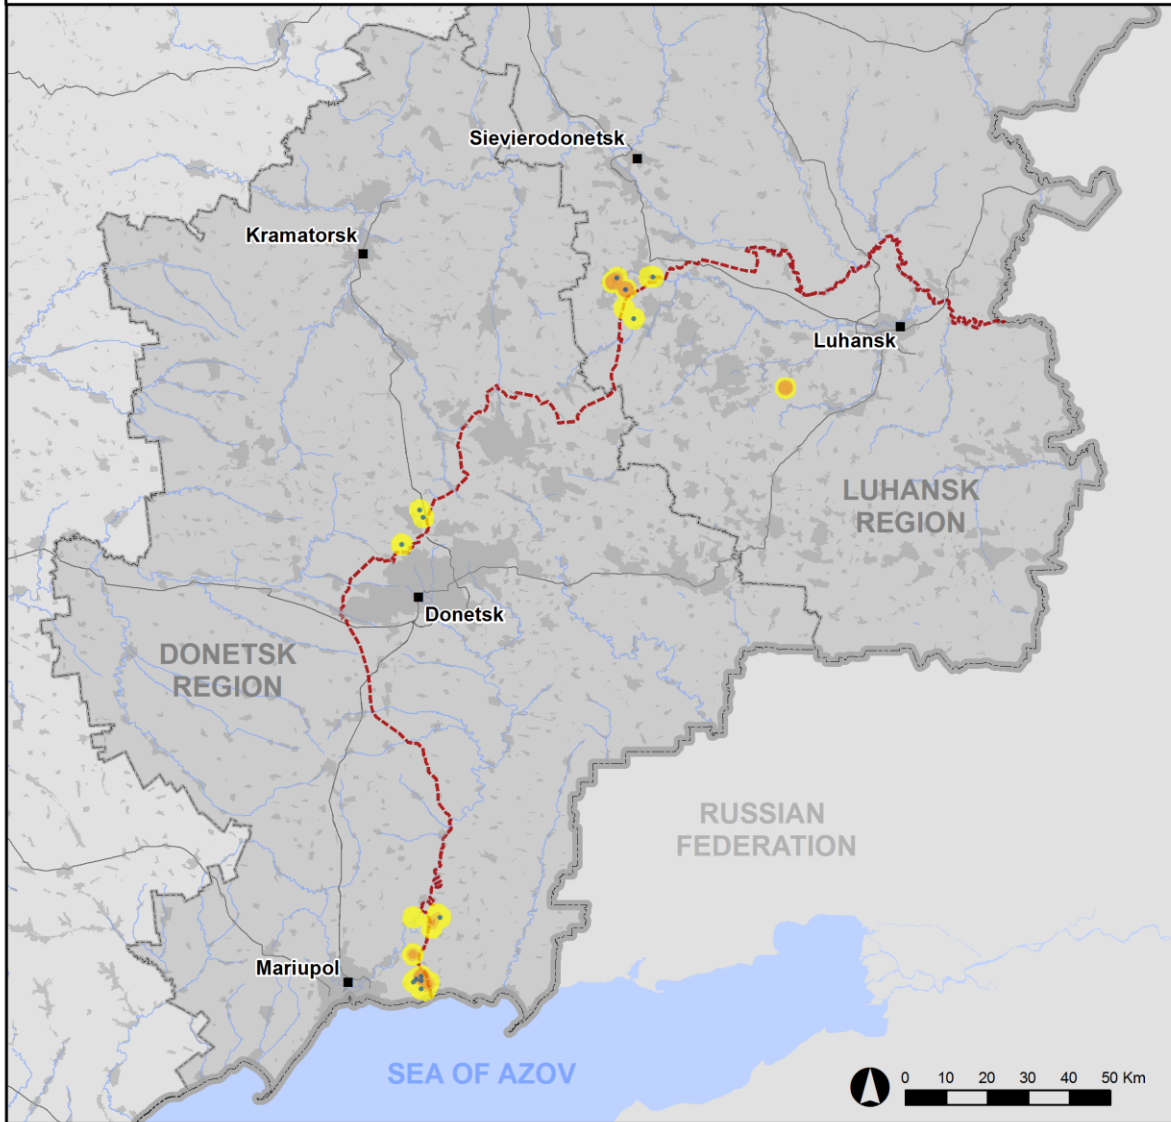 Sievierodonetsk
Kramatorsk
Luhansk
LUHANSK
REGION
Donetsk
DONETSK
REGION
RUSSIAN
FEDERATION
Mariupol
SEA OF AZOV
0 10 20 30 40 50 Km